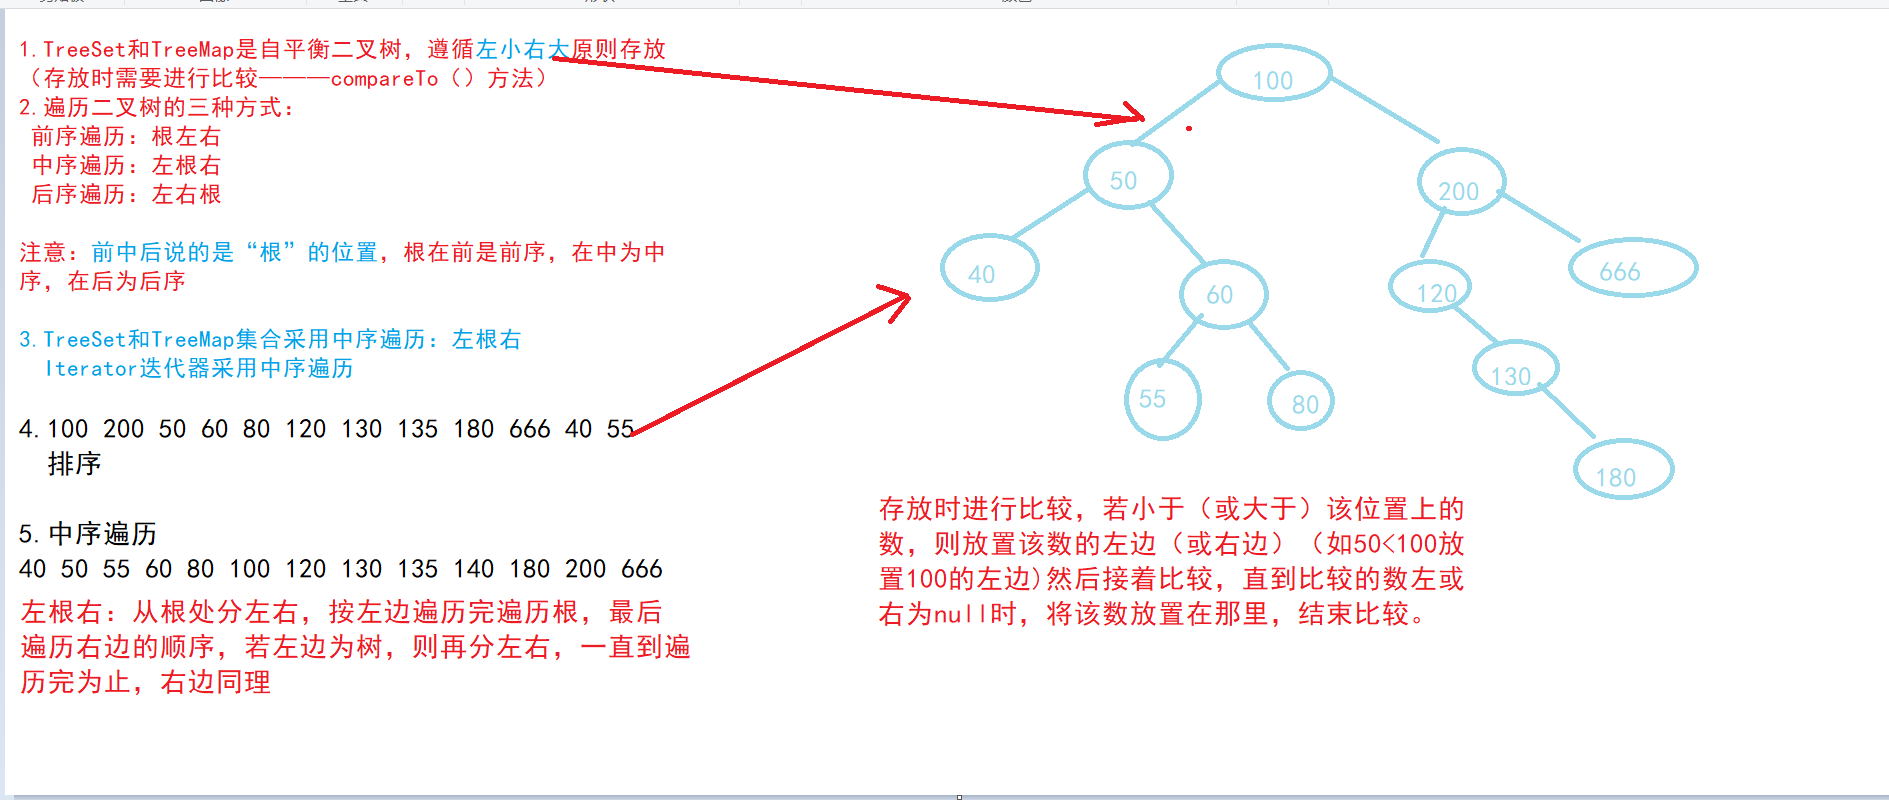 1.TreeSet和TreeMap是自平衡二叉树，遵循左小右大原则存放
（存放时需要进行比较————compareTo（）方法）
2.遍历二叉树的三种方式：
前序遍历：根左右
中序遍历：左根右
后序遍历：左右根
注意：前中后说的是“根”的位置，根在前是前序，在中为中
序，在后为后序
3.TreeSet和TreeMap集合采用中序遍历：左根右
Iterator迭代器采用中序遍历
4.100 200 50 60 80 120 130 135 180 666 40 55
排序
5.中序遍历
40 50 55 60 80 100 120 130 135 140 180 200 666
左根右：从根处分左右，按左边遍历完遍历根，最后
遍历右边的顺序，若左边为树，则再分左右，一直到遍
历完为止，右边同理
100
50
200
40
60
120
666
55
80
130
180
存放时进行比较，若小于（或大于）该位置上的
数，则放置该数的左边（或右边）（如50<100放
置100的左边)然后接着比较，直到比较的数左或
右为null时，将该数放置在那里，结束比较。